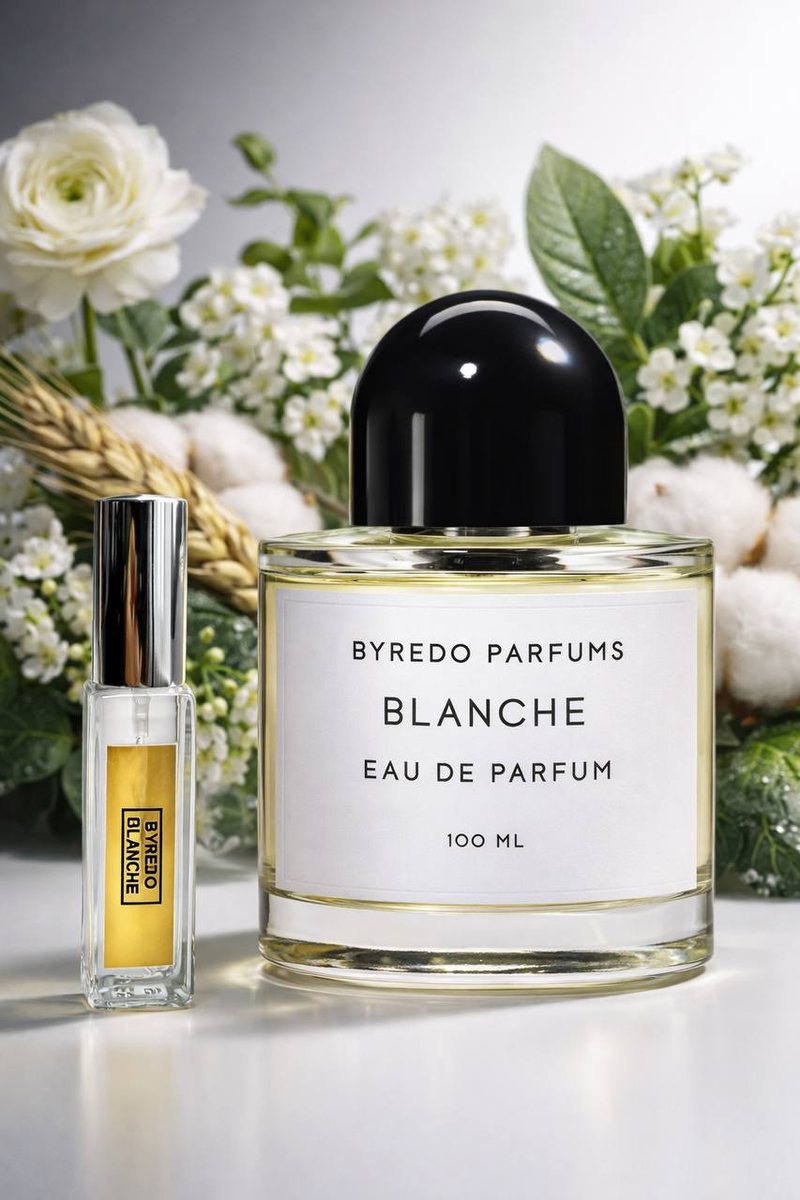 BYREDO PARFUMS
BLANCHE
EAU DE PARFUM
100 ML
BYREDO
BLANCHE